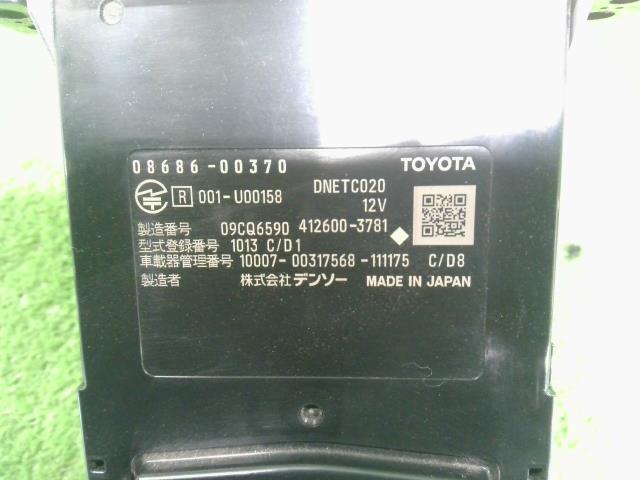 08686-00370 TOYOTA
R 001-U00158 DNETC020
12V
製造番号 09CQ6590 412600-3781
型式登録番号 1013 C/D1
車載器管理番号 10007-00317568-111175 C/D8
製造者 株式会社デンソー MADE IN JAPAN